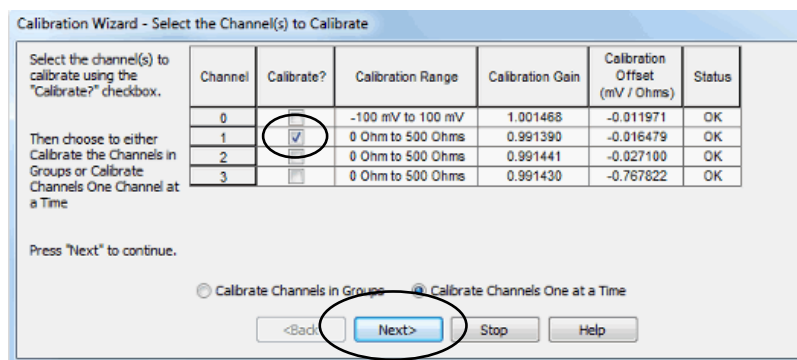 Calibration Wizard - Select the Channel(s) to Calibrate
Select the channel(s) to
calibrate using the
"Calibrate?" checkbox.
Then choose to either
Calibrate the Channels in
Groups or Calibrate
Channels One Channel at
a Time
Press "Next" to continue.
Channel Calibrate? Calibration Range Calibration Gain Calibration Offset (mV / Ohms) Status
0 -100 mV to 100 mV 1.001468 -0.011971 OK
1 0 Ohm to 500 Ohms 0.991390 -0.016479 OK
2 0 Ohm to 500 Ohms 0.991441 -0.027100 OK
3 0 Ohm to 500 Ohms 0.991430 -0.767822 OK
Calibrate Channels in Groups Calibrate Channels One at a Time
<Back Next> Stop Help